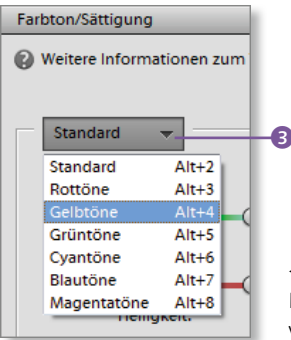 Farbton/Sättigung
Weitere Informationen zum
Standard
3
Standard Alt+2
Rottöne Alt+3
Gelbtöne Alt+4
Grüntöne Alt+5
Cyantöne Alt+6
Blautöne Alt+7
Magentatöne Alt+8
Helligkeit: